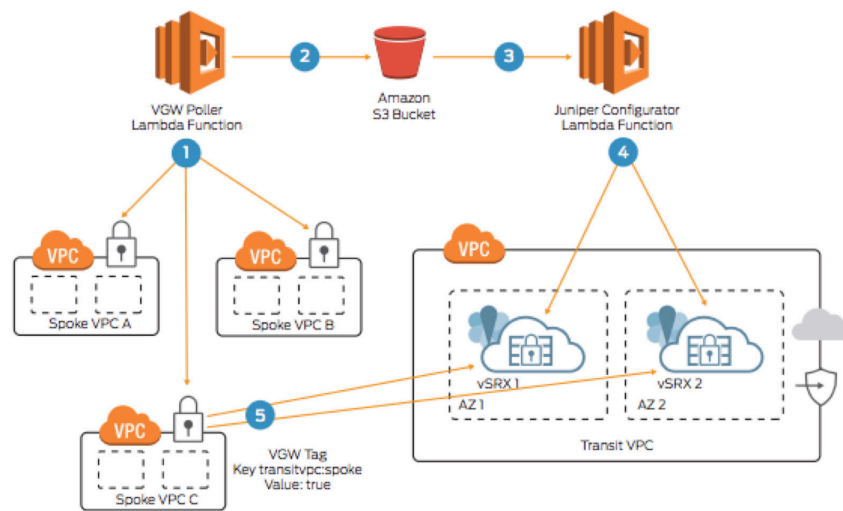 2
3
VGW Poller
Lambda Function
Amazon
S3 Bucket
Juniper Configurator
Lambda Function
1
4
VPC
Spoke VPC A
VPC
Spoke VPC B
VPC
vSRX 1
AZ 1
vSRX 2
AZ 2
Transit VPC
5
VPC
Spoke VPC C
VGW Tag
Key transitvpc:spoke
Value: true